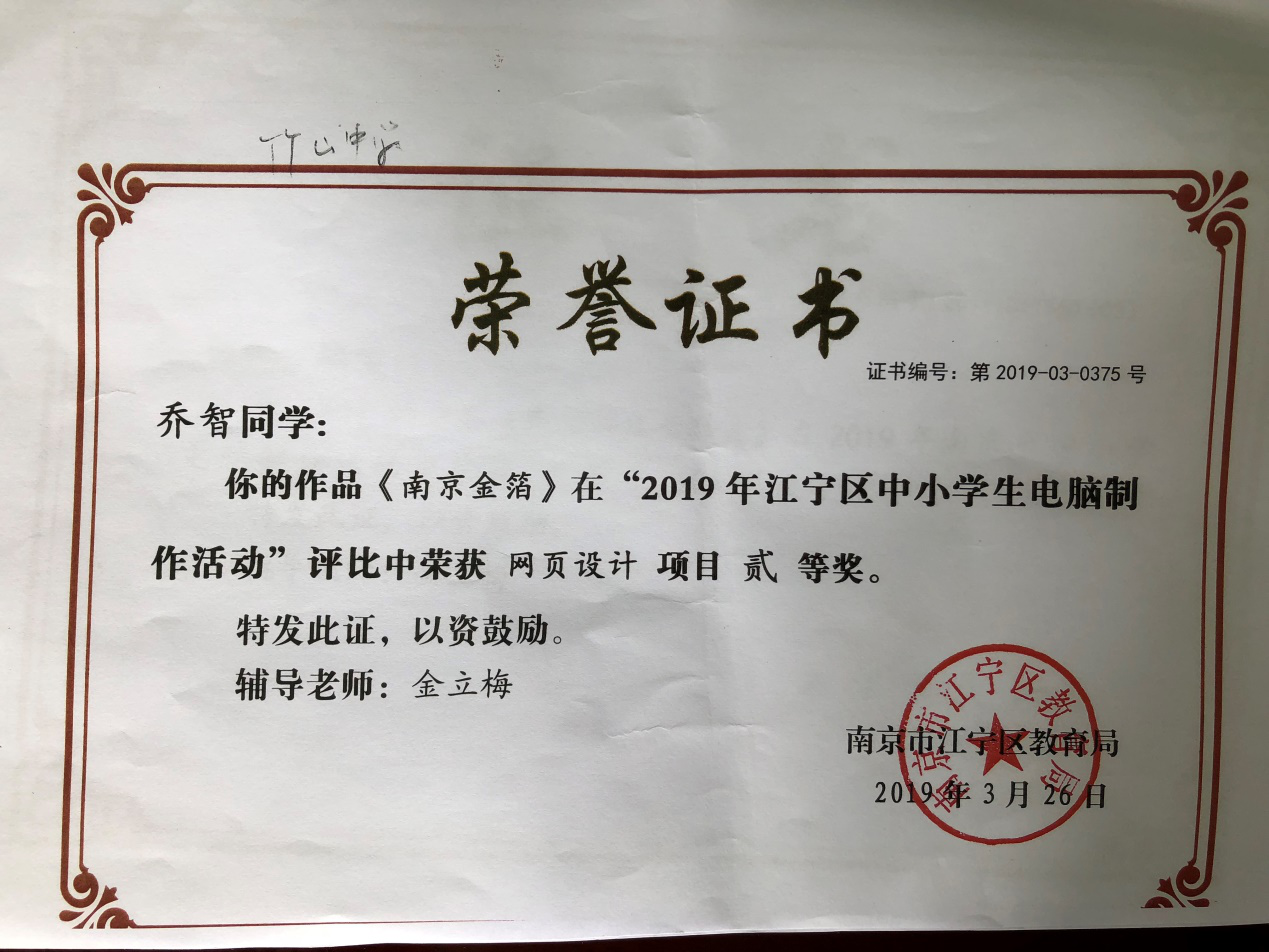 竹山中学
荣誉证书
证书编号：第 2019-03-0375 号
乔智同学：
你的作品《南京金箔》在“2019 年江宁区中小学生电脑制
作活动”评比中荣获 网页设计 项目 贰 等奖。
特发此证，以资鼓励。
辅导老师：金立梅
南京市江宁区教育局
南京市江宁区教育局
2019 年 3 月 26 日